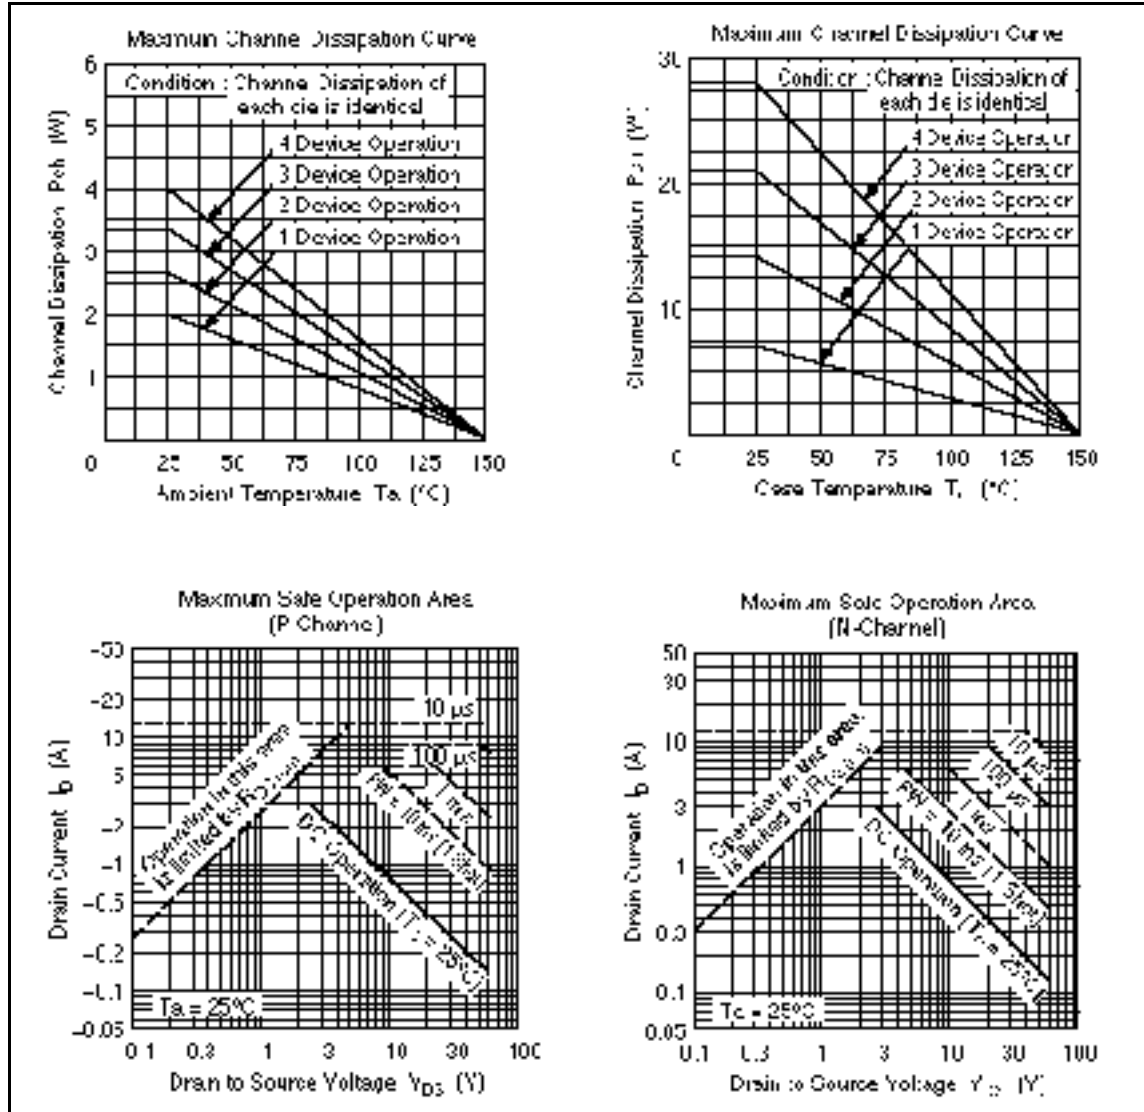 Maximum Channel Dissipation Curve
6
5
4
3
2
1
0
25
50
75
100
125
150
Channel Dissipation Pch (W)
Condition : Channel Dissipation of
each die is identical
4 Device Operation
3 Device Operation
2 Device Operation
1 Device Operation
Ambient Temperature Ta (°C)
Maximum Channel Dissipation Curve
30
20
10
0
25
50
75
100
125
150
Channel Dissipation Pch (W)
Condition : Channel Dissipation of
each die is identical
4 Device Operation
3 Device Operation
2 Device Operation
1 Device Operation
Case Temperature T (°C)
Maximum Safe Operation Area
(P-Channel)
-50
-20
-10
-5
-2
-1
-0.5
-0.2
-0.1
-0.05
0.1
0.3
1
3
10
30
100
Drain Current ID (A)
Operation in this area
is limited by
10 µs
100 µs
1 ms
PW = 10 ms (1 Shot)
DC Operation (Tc = 25°C)
Ta = 25°C
Drain to Source Voltage VDS (V)
Maximum Safe Operation Area
(N-Channel)
50
30
10
3
1
0.3
0.1
0.05
0.1
0.3
1
3
10
30
100
Drain Current ID (A)
Operation in this area
is limited by
10 µs
100 µs
1 ms
PW = 10 ms (1 Shot)
DC Operation (Tc = 25°C)
= 25°C
Drain to Source Voltage (V)